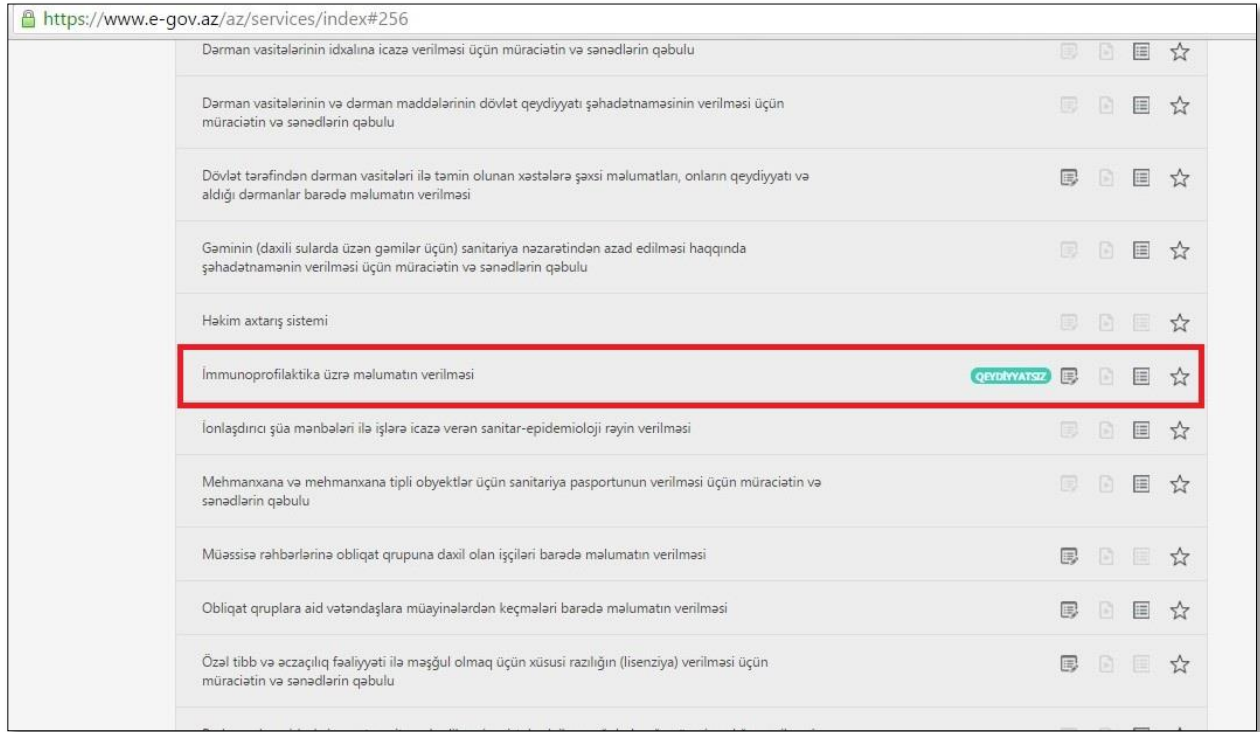 https://www.e-gov.az/az/services/index#256
Dərman vasitələrinin idxalına icazə verilməsi üçün müraciətin və sənədlərin qəbulu
Dərman vasitələrinin və dərman maddələrinin dövlət qeydiyyatı şəhadətnaməsinin verilməsi üçün
müraciətin və sənədlərin qəbulu
Dövlət tərəfindən dərman vasitələri ilə təmin olunan xəstələrə şəxsi məlumatları, onların qeydiyyatı və
aldığı dərmanlar barədə məlumatın verilməsi
Gəminin (daxili sularda üzən gəmilər üçün) sanitariya nəzarətindən azad edilməsi haqqında
şəhadətnamənin verilməsi üçün müraciətin və sənədlərin qəbulu
Həkim axtarış sistemi
İmmunoprofilaktika üzrə məlumatın verilməsi QEYDİYYATSIZ
İonlaşdırıcı şüa mənbələri ilə işlərə icazə verən sanitar-epidemioloji rəyin verilməsi
Mehmanxana və mehmanxana tipli obyektlər üçün sanitariya pasportunun verilməsi üçün müraciətin və
sənədlərin qəbulu
Müəssisə rəhbərlərinə obliqat qrupuna daxil olan işçiləri barədə məlumatın verilməsi
Obliqat qruplara aid vətəndaşlara müayinələrdən keçmələri barədə məlumatın verilməsi
Özəl tibb və əczaçılıq fəaliyyəti ilə məşğul olmaq üçün xüsusi razılığın (lisenziya) verilməsi üçün
müraciətin və sənədlərin qəbulu